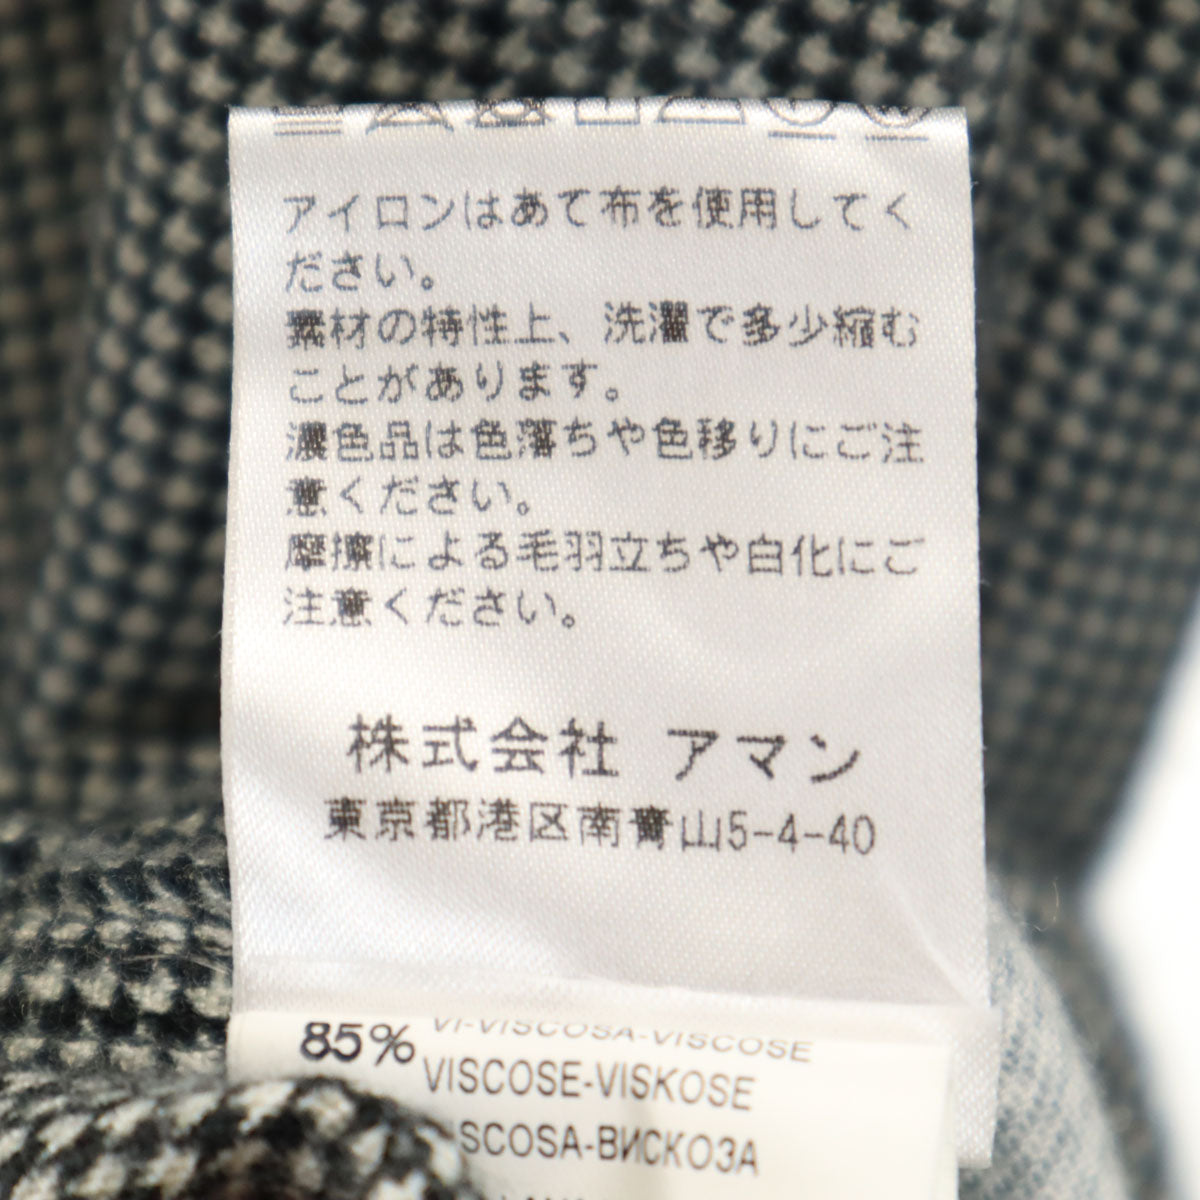 アイロンはあて布を使用してく
ださい。
素材の特性上、洗濯で多少縮む
ことがあります。
濃色品は色落ちや色移りにご注
意ください。
摩擦による毛羽立ちや白化にご
注意ください。
株式会社 アマン
東京都港区南青山5-4-40
85% VI-VISCOSA-VISCOSE
VISCOSE-VISKOSE
SCOSA-ВИСКОЗА